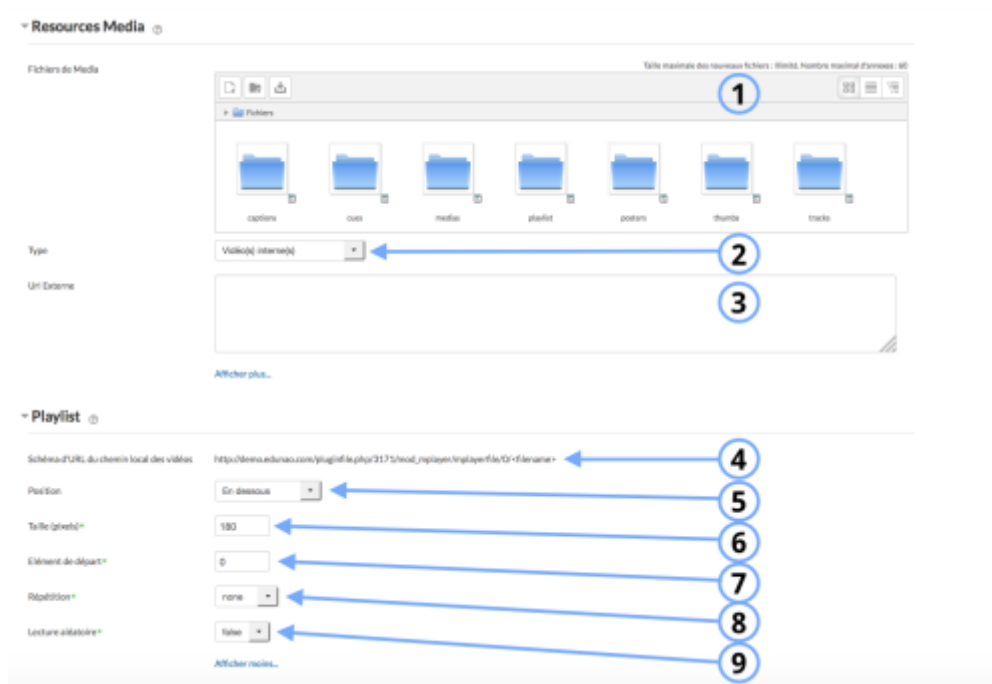 Resources Media
Fichiers de Media
Taille maximale des nouveaux fichiers : Illimité, Nombre maximal d'annexes : 60
1
Fichiers
captions
cues
medias
playlist
posters
thumbs
tracks
Type
Vidéo(s) interne(s)
2
Url Externe
3
Afficher plus...
Playlist
Schéma d'URL du chemin local des vidéos
http://demo.edunao.com/pluginfile.php/3171/mod_mplayer/mplayerfile/0/<filename>
4
Position
En dessous
5
Taille (pixels)*
180
6
Elément de départ*
0
7
Répétition*
none
8
Lecture aléatoire*
false
9
Afficher moins...